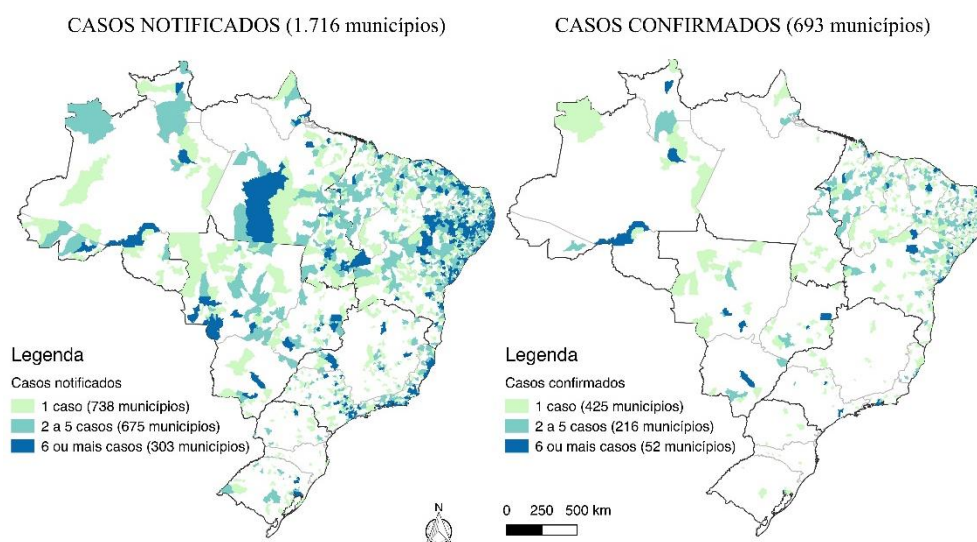 CASOS NOTIFICADOS (1.716 municípios)
CASOS CONFIRMADOS (693 municípios)
Legenda
Casos notificados
1 caso (738 municípios)
2 a 5 casos (675 municípios)
6 ou mais casos (303 municípios)
Legenda
Casos confirmados
1 caso (425 municípios)
2 a 5 casos (216 municípios)
6 ou mais casos (52 municípios)
N
0 250 500 km